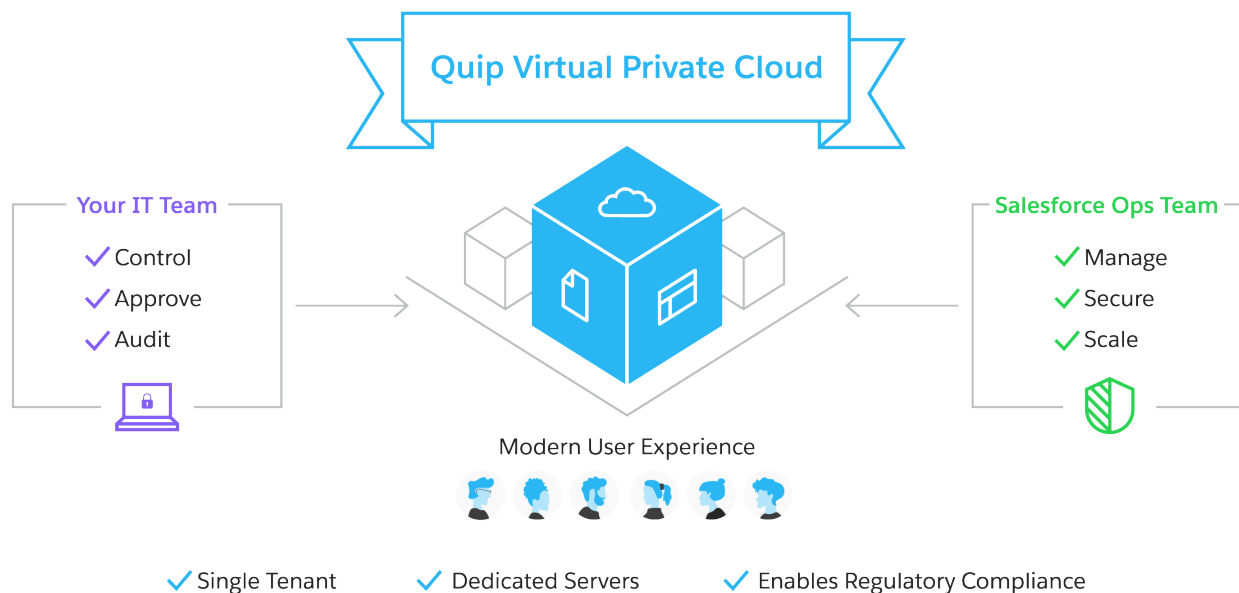 Quip Virtual Private Cloud
Your IT Team
Control
Approve
Audit
Salesforce Ops Team
Manage
Secure
Scale
Modern User Experience
Single Tenant
Dedicated Servers
Enables Regulatory Compliance